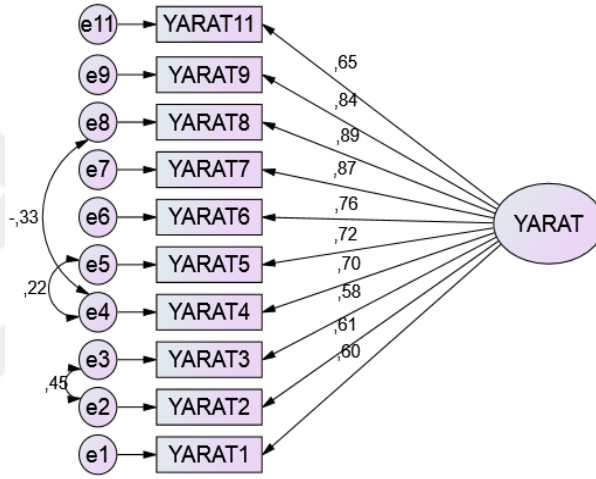 e11 YARAT11
,65
e9 YARAT9
,84
e8 YARAT8
,89
e7 YARAT7
,87
-,33 e6 YARAT6
,76
YARAT
,72
e5 YARAT5
,70
,22
e4 YARAT4
,58
,61
e3 YARAT3
,60
,45
e2 YARAT2
e1 YARAT1